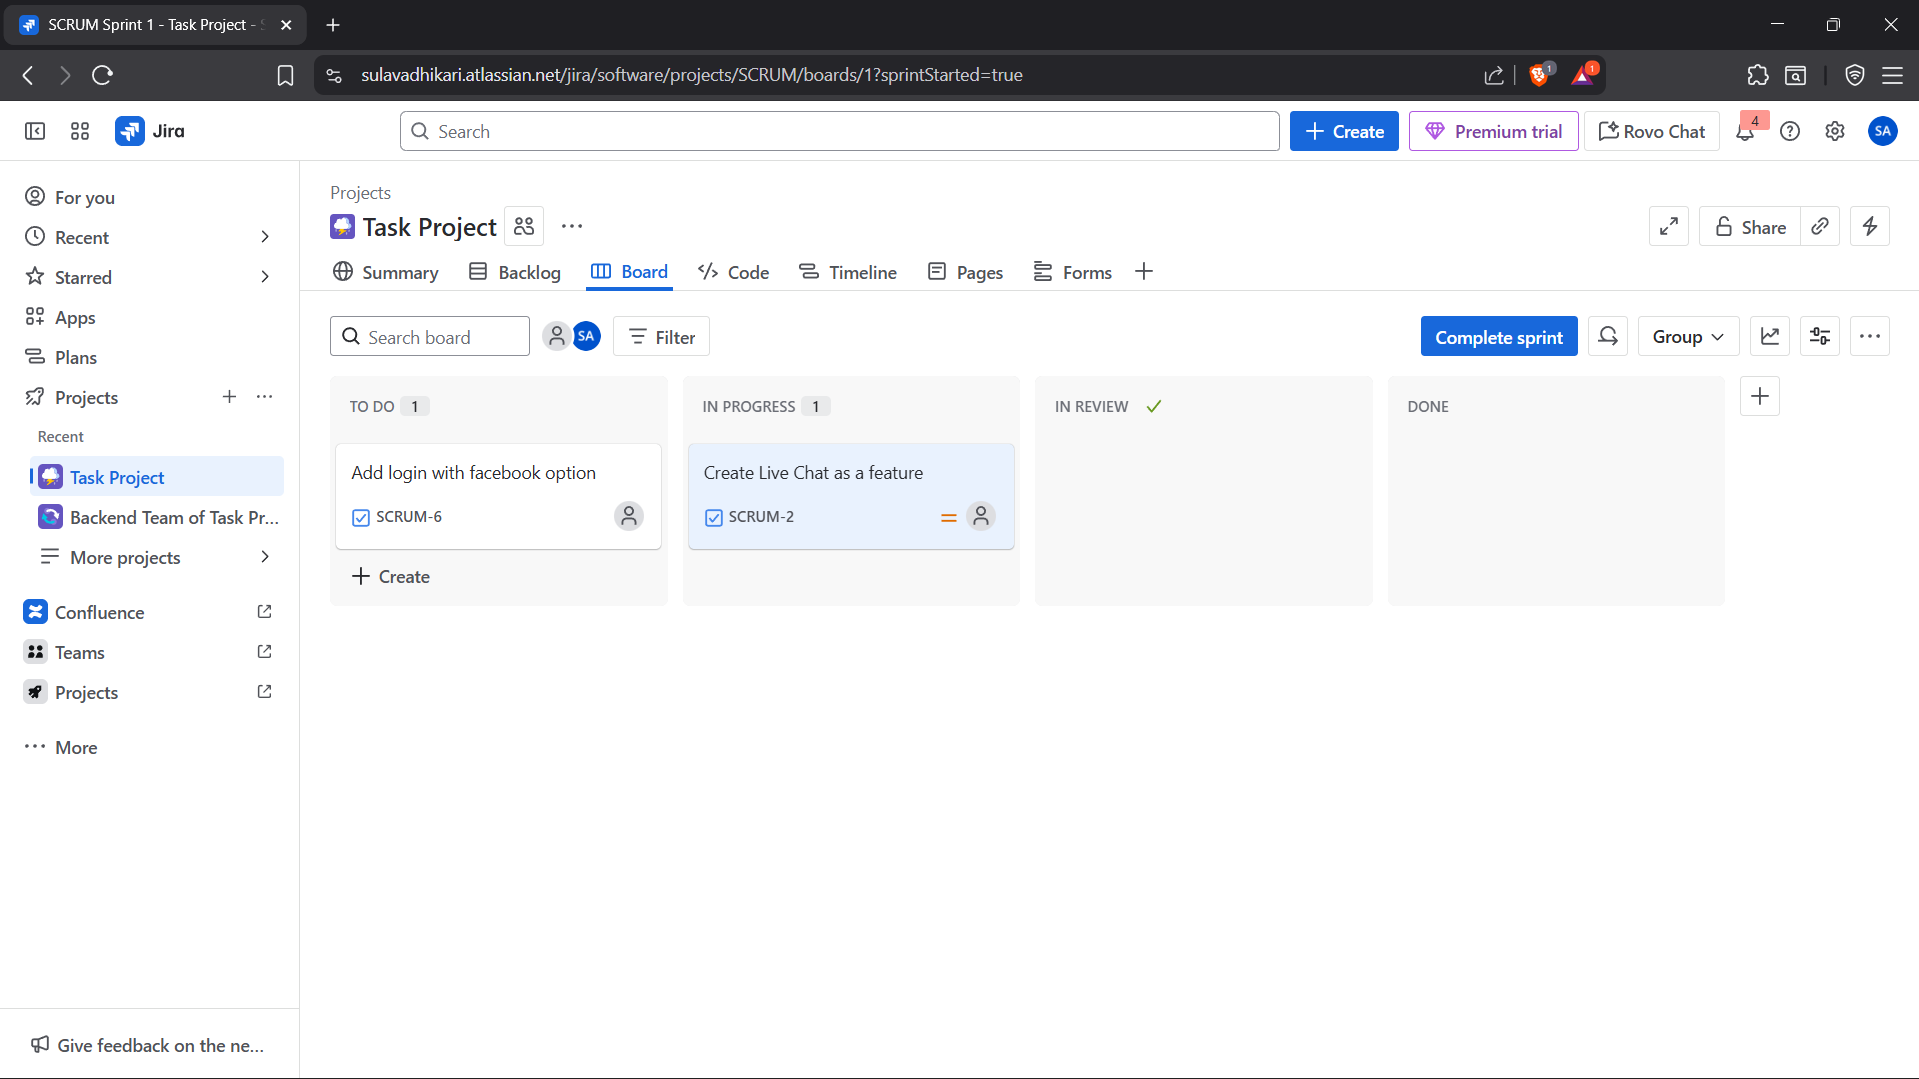 SCRUM Sprint 1 - Task Project - S
sulavadhikari.atlassian.net/jira/software/projects/SCRUM/boards/1?sprintStarted=true
1
1
Jira
Search
Create
Premium trial
Rovo Chat
4
SA
For you
Recent
Starred
Apps
Plans
Projects
Recent
Task Project
Backend Team of Task Pr...
More projects
Confluence
Teams
Projects
More
Give feedback on the ne...
Projects
Task Project
Share
Summary
Backlog
Board
Code
Timeline
Pages
Forms
Search board
SA
Filter
Complete sprint
Group
TO DO 1
Add login with facebook option
SCRUM-6
Create
IN PROGRESS 1
Create Live Chat as a feature
SCRUM-2
IN REVIEW
DONE